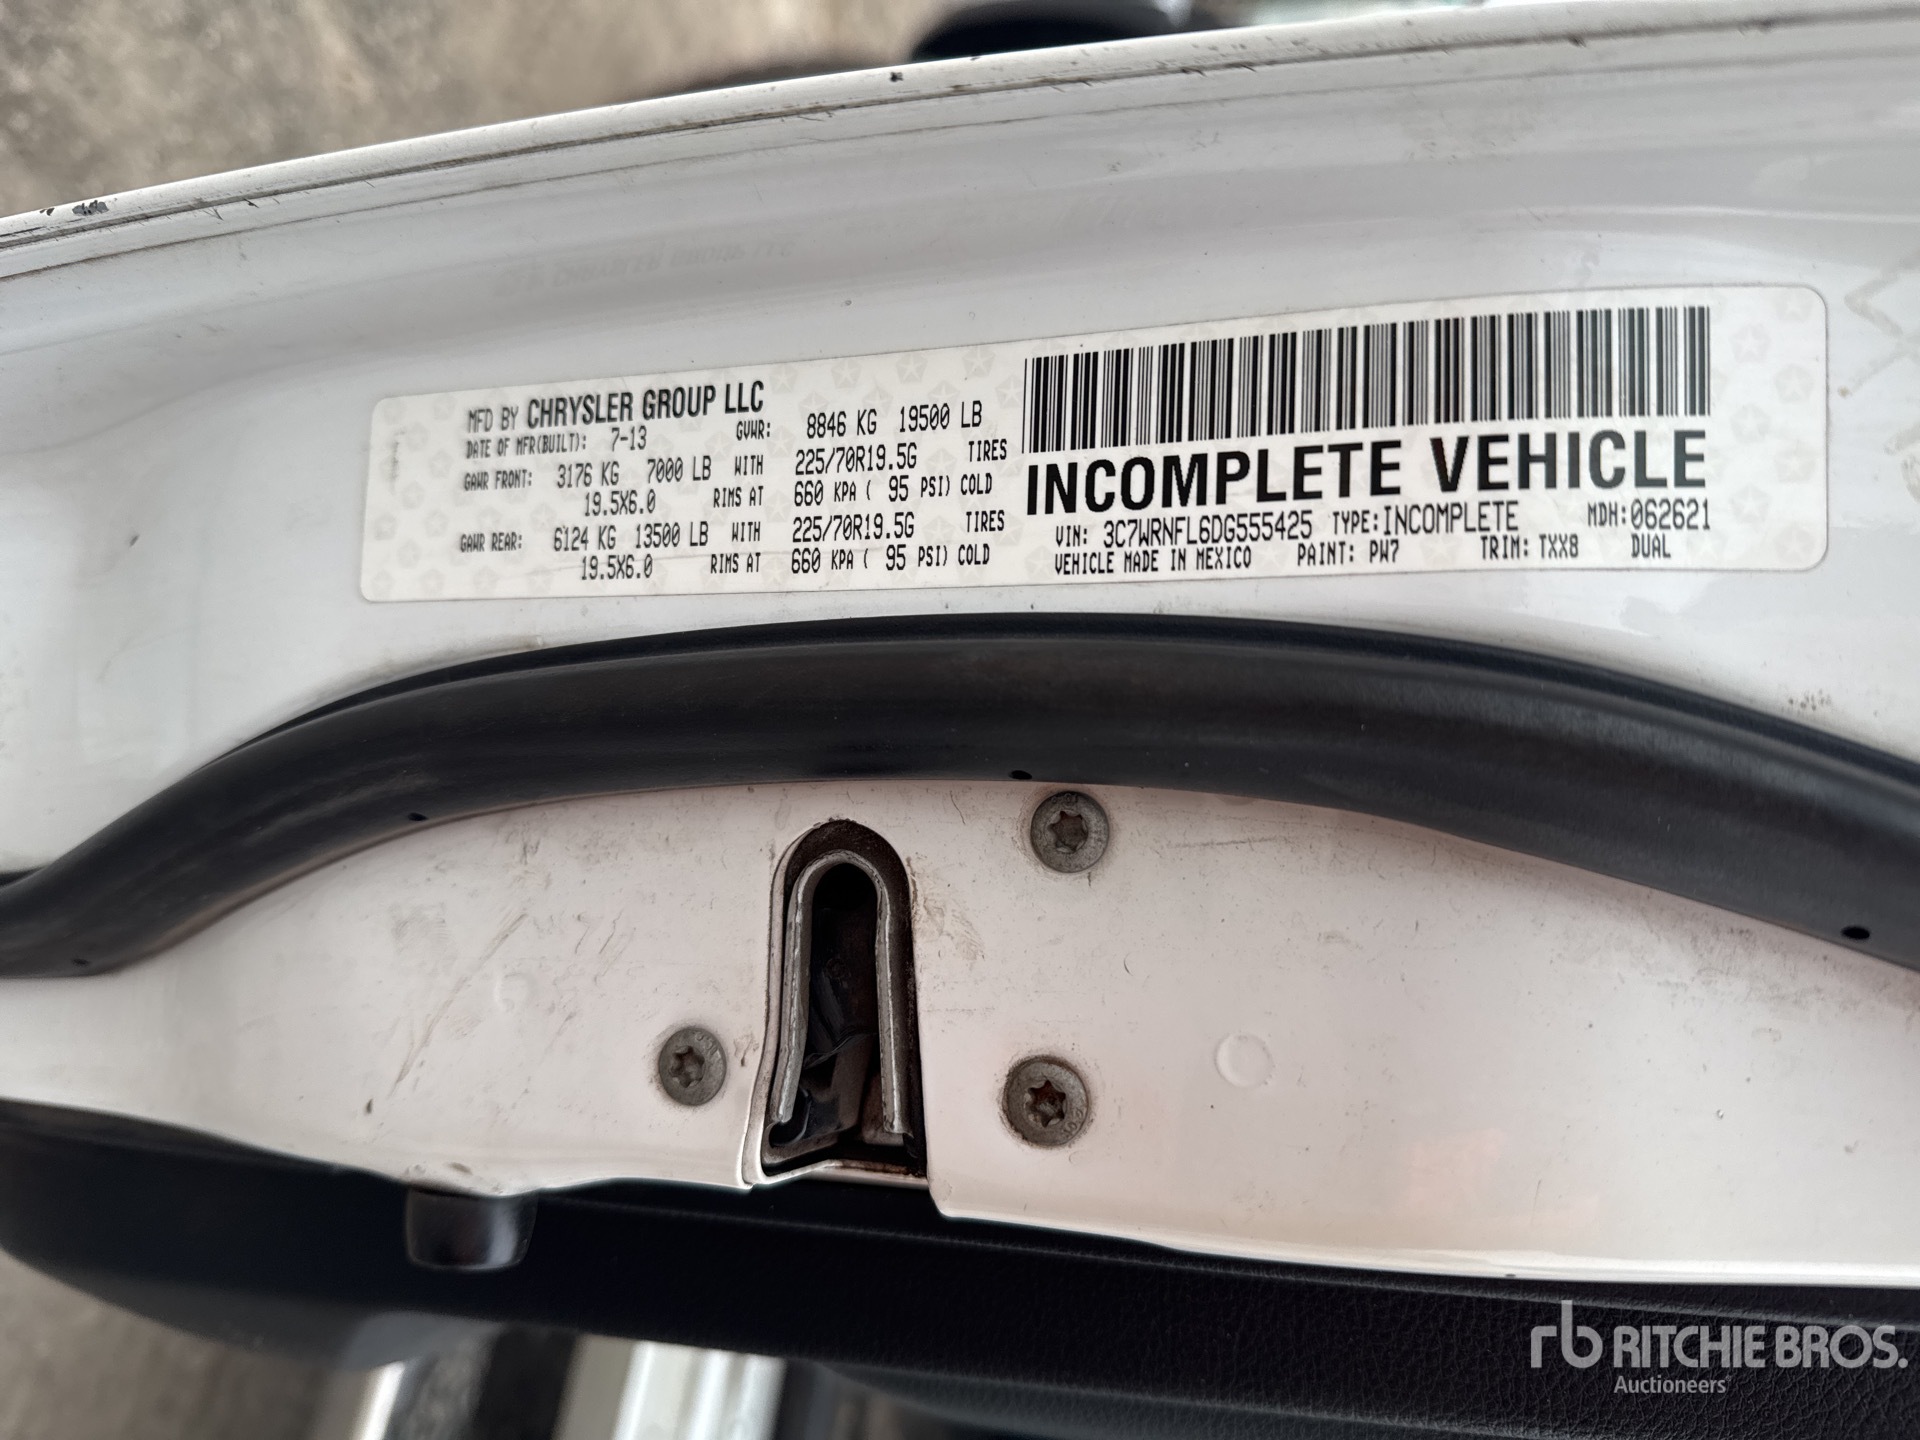 MFD BY CHRYSLER GROUP LLC
DATE OF MFR(BUILT): 7-13 GVWR: 8846 KG 19500 LB
GAWR FRONT: 3176 KG 7000 LB WITH 225/70R19.5G TIRES
19.5X6.0 RIMS AT 660 KPA ( 95 PSI) COLD
GAWR REAR: 6124 KG 13500 LB WITH 225/70R19.5G TIRES
19.5X6.0 RIMS AT 660 KPA ( 95 PSI) COLD
INCOMPLETE VEHICLE
VIN: 3C7WRNFL6DG555425 TYPE:INCOMPLETE MDH:062621
VEHICLE MADE IN MEXICO PAINT: PW7 TRIM: TXX8 DUAL
rb RITCHIE BROS.
Auctioneers